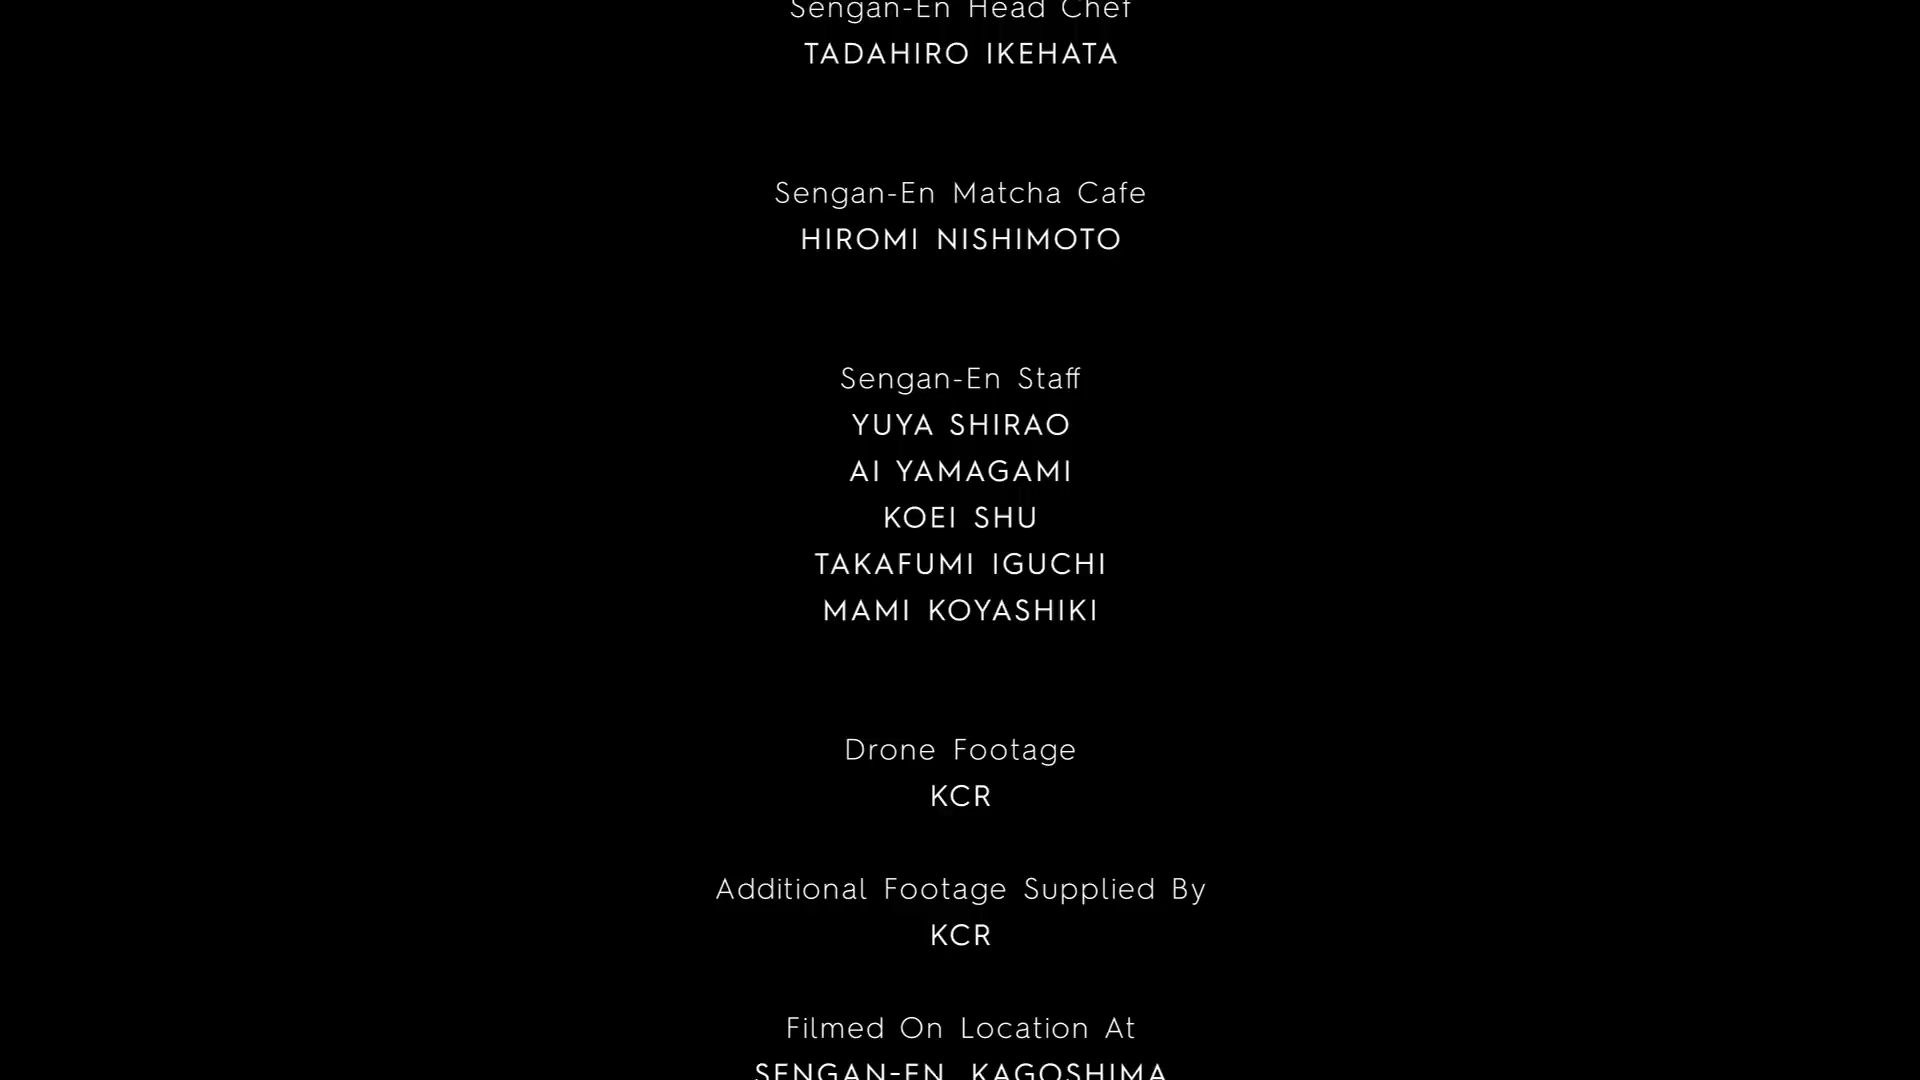 Sengan-En Head Chef
TADAHIRO IKEHATA
Sengan-En Matcha Cafe
HIROMI NISHIMOTO
Sengan-En Staff
YUYA SHIRAO
AI YAMAGAMI
KOEI SHU
TAKAFUMI IGUCHI
MAMI KOYASHIKI
Drone Footage
KCR
Additional Footage Supplied By
KCR
Filmed On Location At
SENGAN-EN, KAGOSHIMA